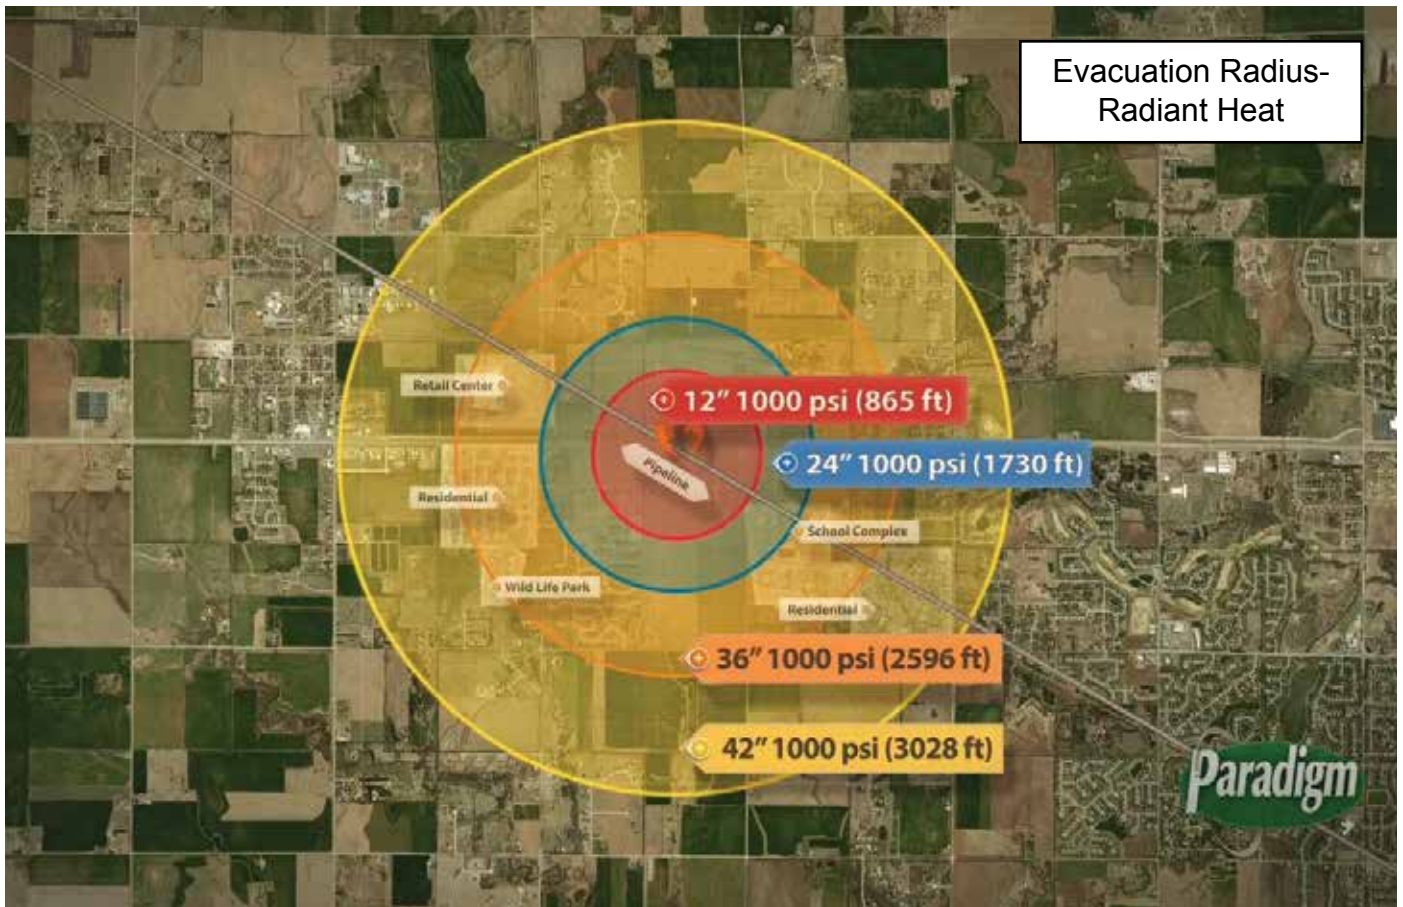 Evacuation Radius-
Radiant Heat
Retail Center
12" 1000 psi (865 ft)
24" 1000 psi (1730 ft)
Pipeline
Residential
School Complex
Wild Life Park
Residential
36" 1000 psi (2596 ft)
42" 1000 psi (3028 ft)
Paradigm